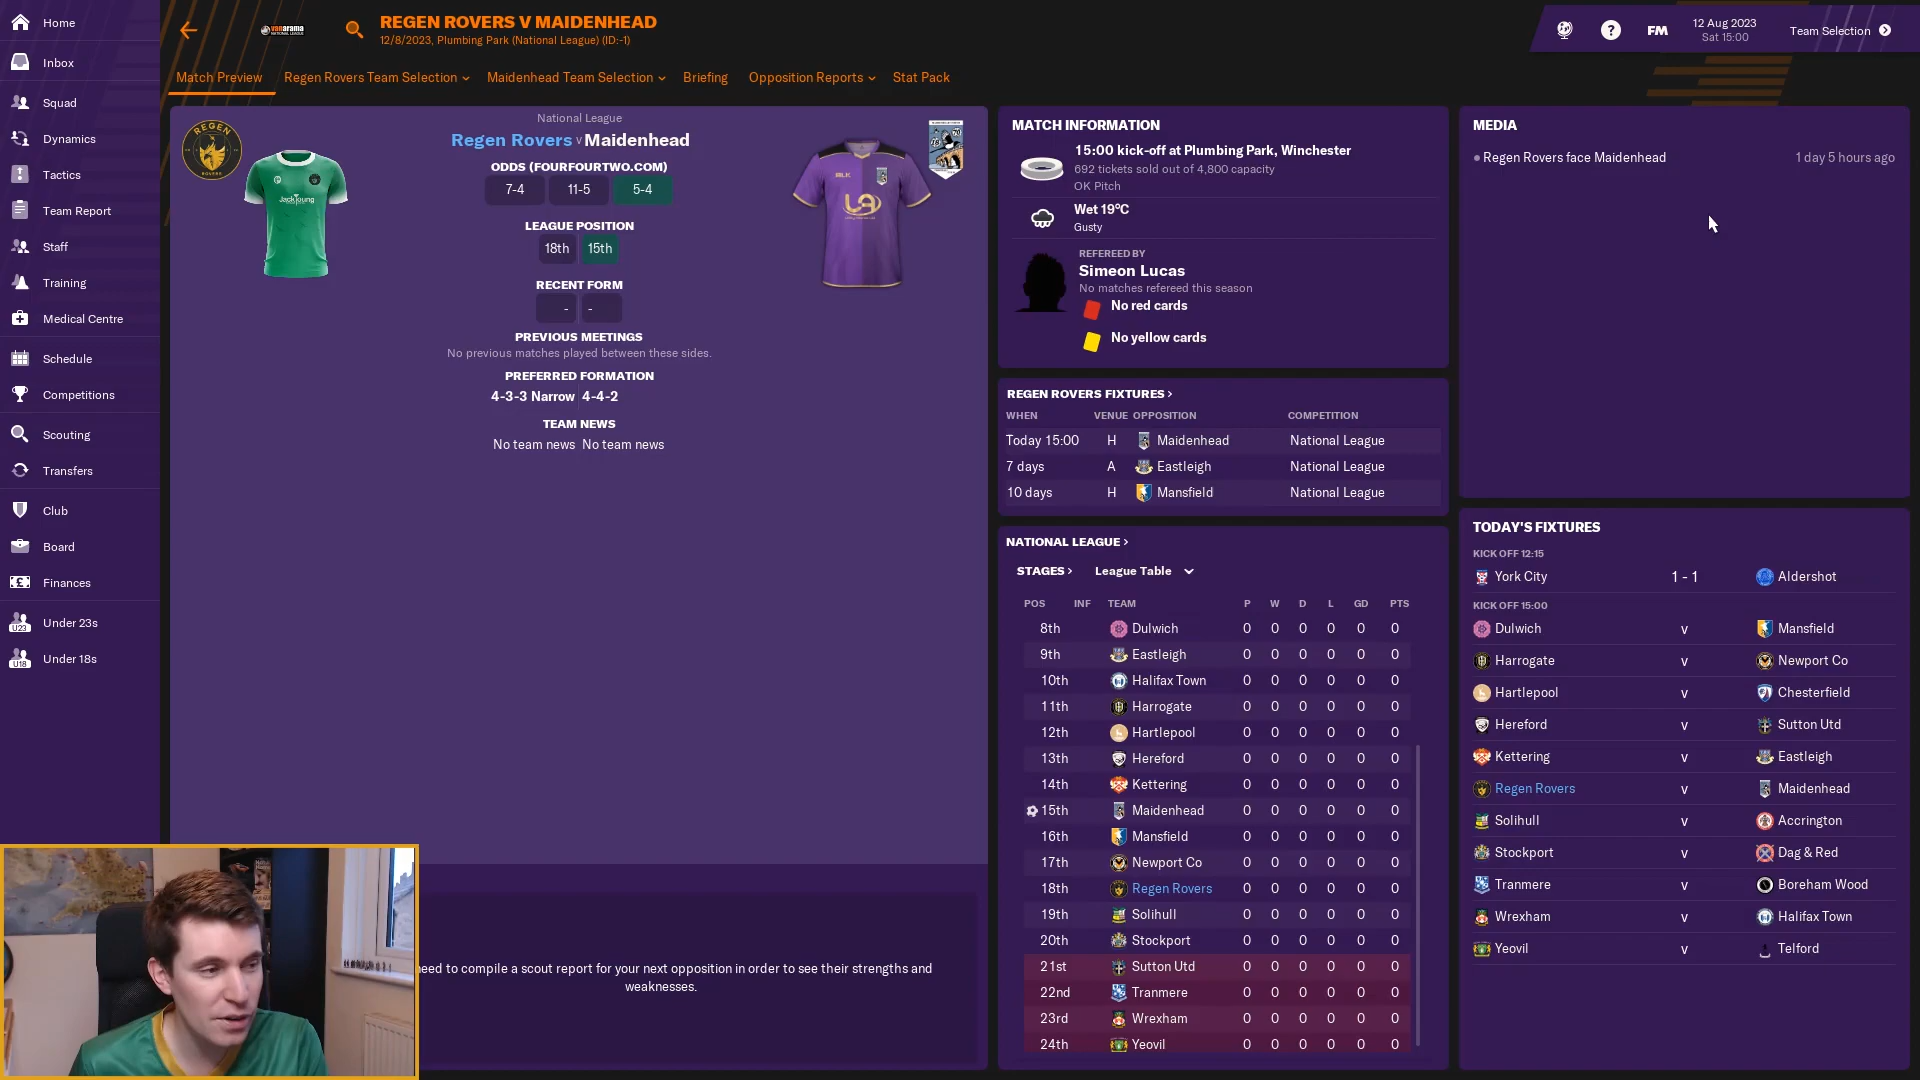 Home
Inbox
Squad
Dynamics
Tactics
Team Report
Staff
Training
Medical Centre
Schedule
Competitions
Scouting
Transfers
Club
Board
Finances
U23 Under 23s
U18 Under 18s
vanarama
REGEN ROVERS V MAIDENHEAD
12/8/2023, Plumbing Park (National League) (ID:-1)
? FM 12 Aug 2023 Team Selection
Sat 15:00
Match Preview Regen Rovers Team Selection Maidenhead Team Selection Briefing Opposition Reports Stat Pack
National League
REGEN
ROVERS
Regen Rovers v Maidenhead
ODDS (FOURFOURTWO.COM)
7-4 11-5 5-4
JackYoung
BLK
LEAGUE POSITION
18th 15th
RECENT FORM
- -
PREVIOUS MEETINGS
No previous matches played between these sides.
PREFERRED FORMATION
4-3-3 Narrow 4-4-2
TEAM NEWS
No team news No team news
eed to compile a scout report for your next opposition in order to see their strengths and
weaknesses.
MATCH INFORMATION
15:00 kick-off at Plumbing Park, Winchester
692 tickets sold out of 4,800 capacity
OK Pitch
Wet 19°C
Gusty
REFEREED BY
Simeon Lucas
No matches refereed this season
No red cards
No yellow cards
REGEN ROVERS FIXTURES >
WHEN VENUE OPPOSITION COMPETITION
Today 15:00 H Maidenhead National League
7 days A Eastleigh National League
10 days H Mansfield National League
NATIONAL LEAGUE >
STAGES > League Table
POS INF TEAM P W D L GD PTS
8th Dulwich 0 0 0 0 0 0
9th Eastleigh 0 0 0 0 0 0
10th Halifax Town 0 0 0 0 0 0
11th Harrogate 0 0 0 0 0 0
12th Hartlepool 0 0 0 0 0 0
13th Hereford 0 0 0 0 0 0
14th Kettering 0 0 0 0 0 0
15th Maidenhead 0 0 0 0 0 0
16th Mansfield 0 0 0 0 0 0
17th Newport Co 0 0 0 0 0 0
18th Regen Rovers 0 0 0 0 0 0
19th Solihull 0 0 0 0 0 0
20th Stockport 0 0 0 0 0 0
21st Sutton Utd 0 0 0 0 0 0
22nd Tranmere 0 0 0 0 0 0
23rd Wrexham 0 0 0 0 0 0
24th Yeovil 0 0 0 0 0 0
MEDIA
Regen Rovers face Maidenhead 1 day 5 hours ago
TODAY'S FIXTURES
KICK OFF 12:15
York City 1 - 1 Aldershot
KICK OFF 15:00
Dulwich v Mansfield
Harrogate v Newport Co
Hartlepool v Chesterfield
Hereford v Sutton Utd
Kettering v Eastleigh
Regen Rovers v Maidenhead
Solihull v Accrington
Stockport v Dag & Red
Tranmere v Boreham Wood
Wrexham v Halifax Town
Yeovil v Telford